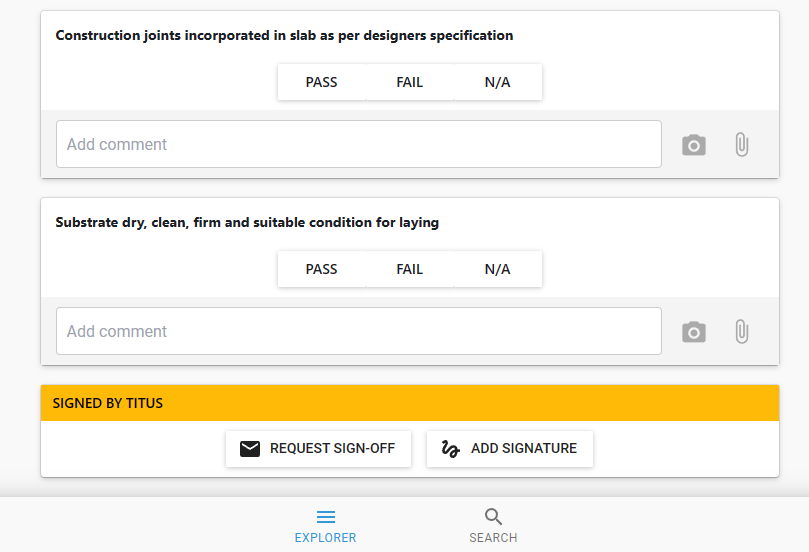 Construction joints incorporated in slab as per designers specification
PASS FAIL N/A
Add comment
Substrate dry, clean, firm and suitable condition for laying
PASS FAIL N/A
Add comment
SIGNED BY TITUS
REQUEST SIGN-OFF ADD SIGNATURE
EXPLORER SEARCH